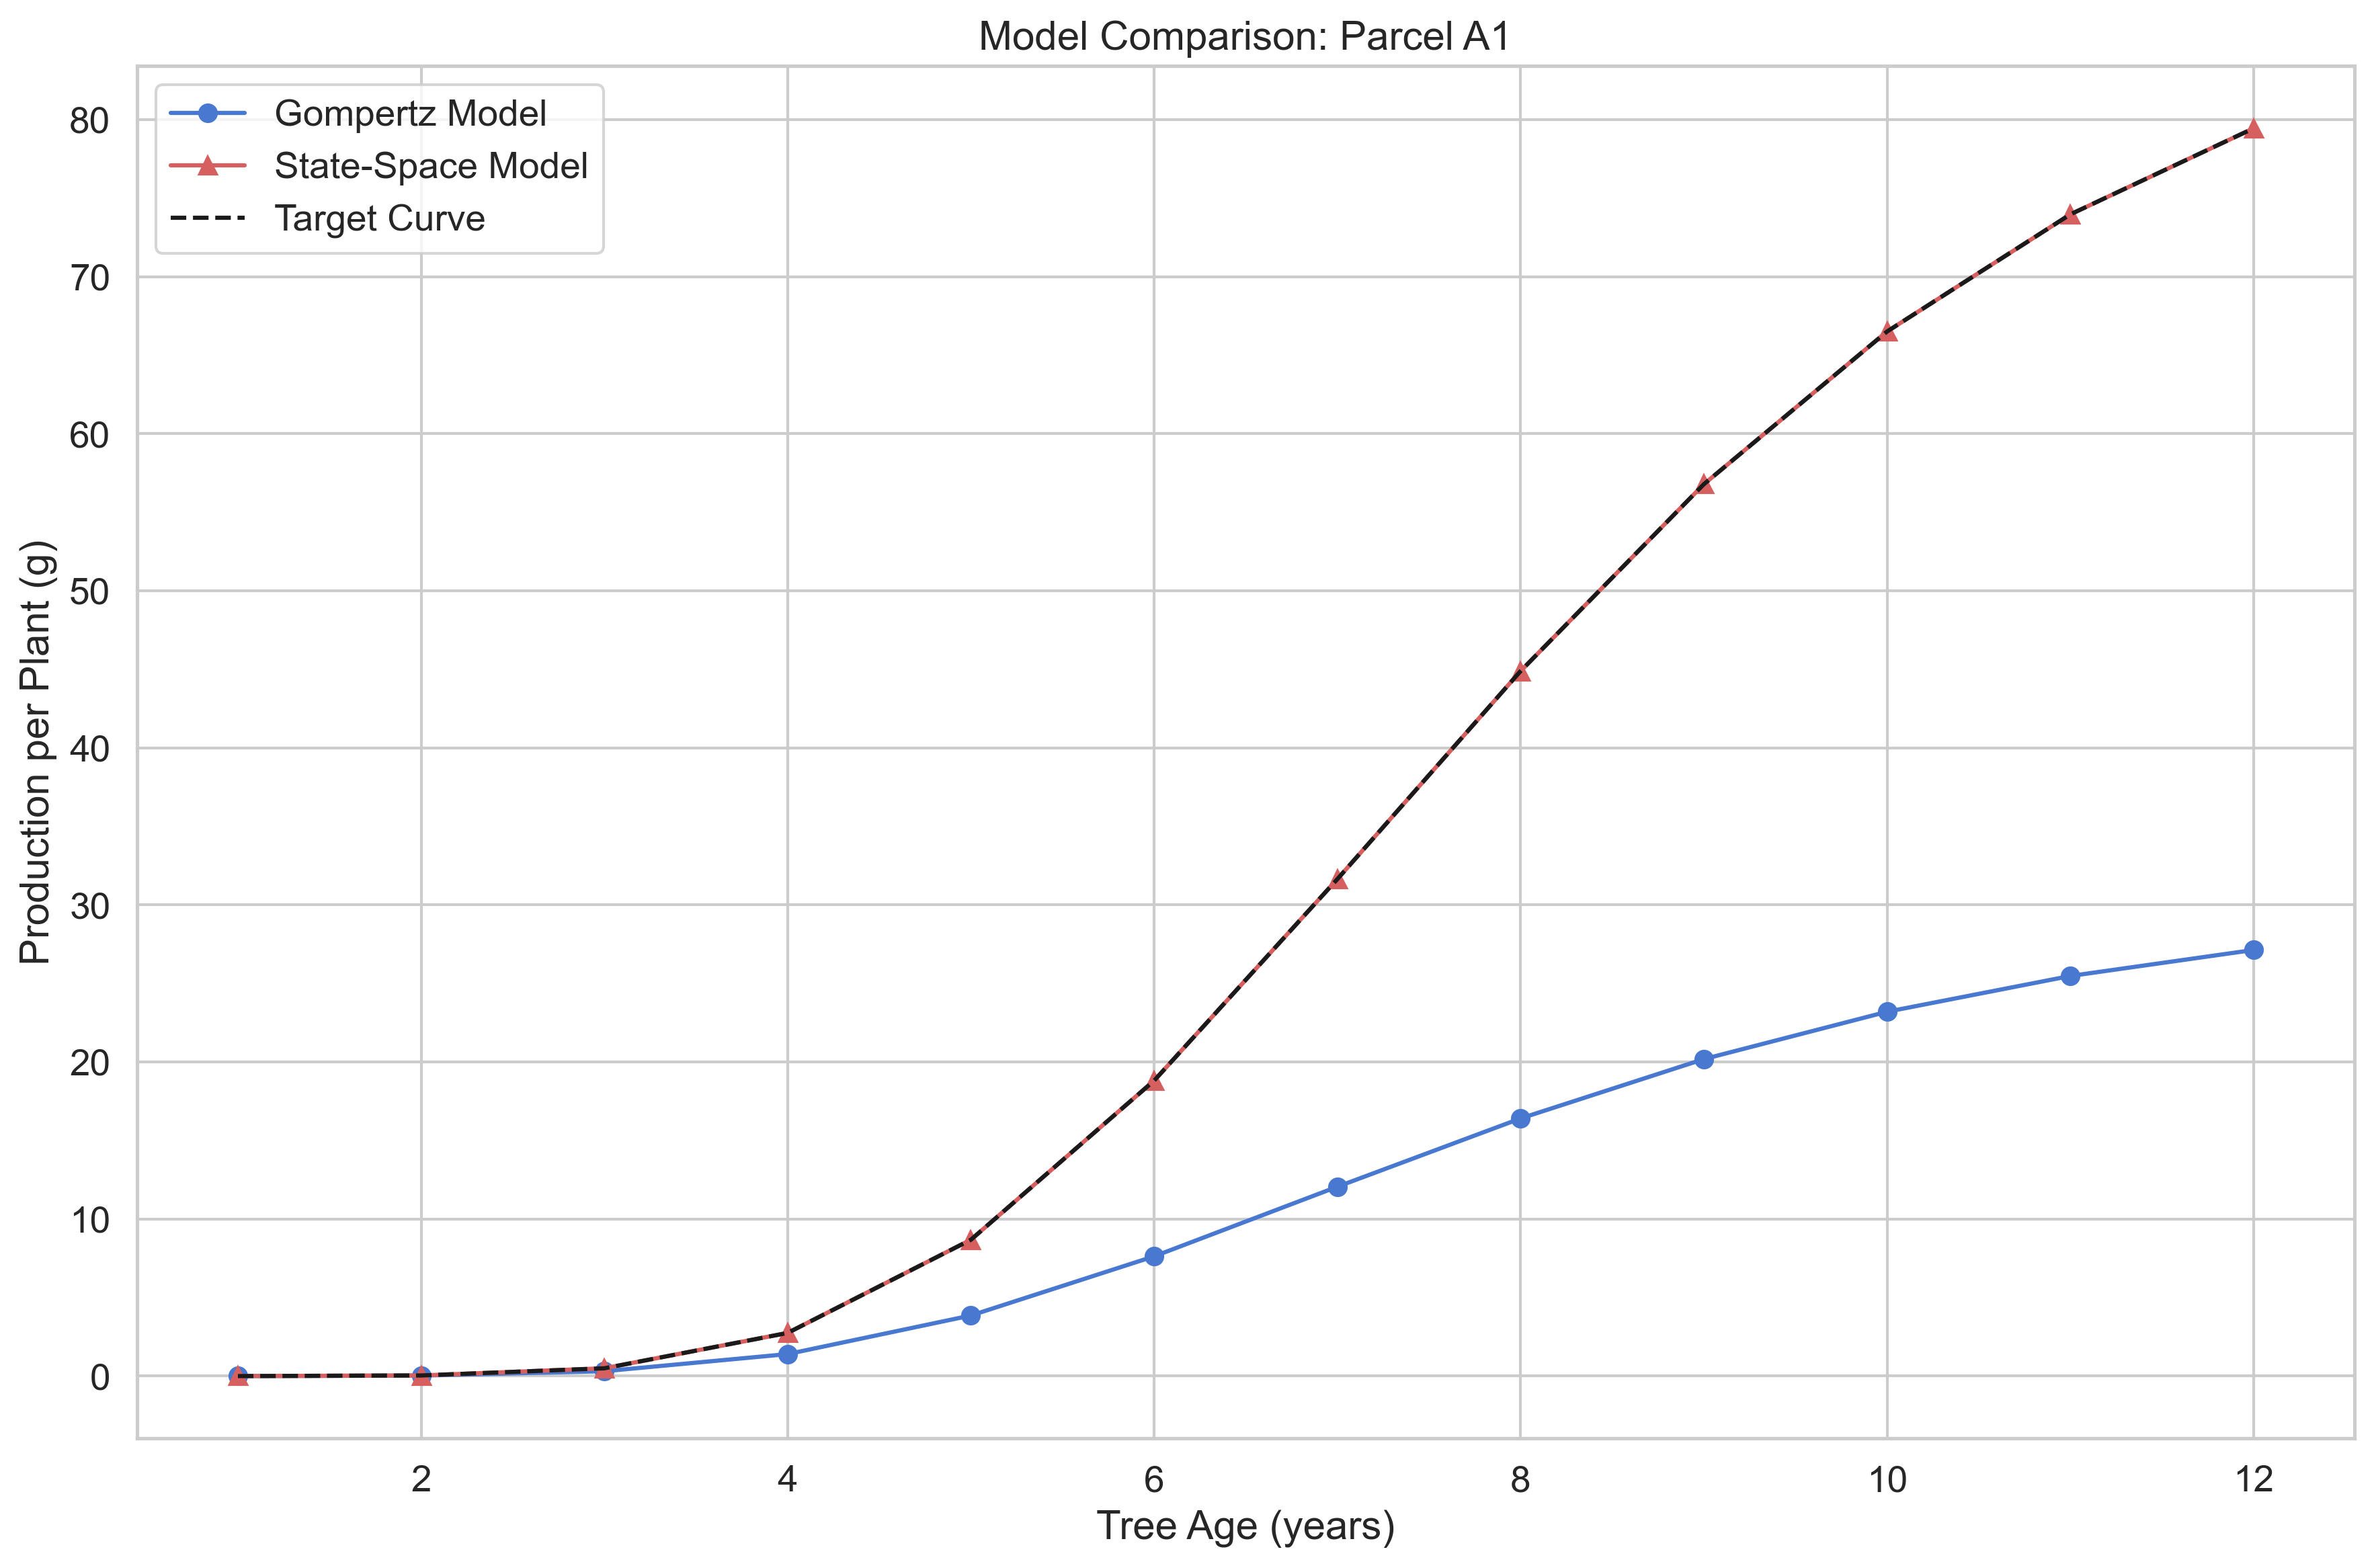 Model Comparison: Parcel A1
Gompertz Model
State-Space Model
Target Curve
Production per Plant (g)
80
70
60
50
40
30
20
10
0
2 4 6 8 10 12
Tree Age (years)